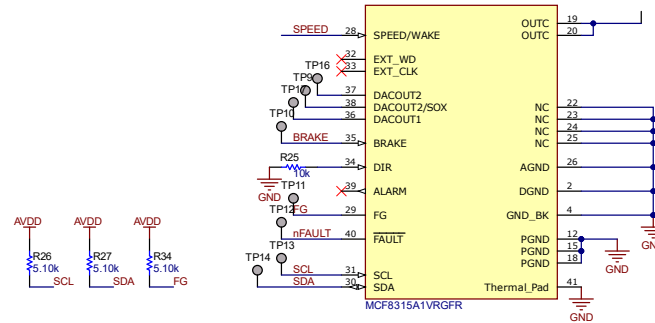 SPEED 28 SPEED/WAKE OUTC 19
OUTC 20
32 EXT_WD
33 EXT_CLK
TP16
TP9
TP17
37 DACOUT2
38 DACOUT2/SOX NC 22
36 DACOUT1 NC 23
TP10 NC 24
BRAKE 35 BRAKE NC 25
R25
10k
34 DIR AGND 26
GND
39 ALARM DGND 2
TP11
FG 29 FG GND_BK 4
TP12
nFAULT 40 FAULT PGND 12
GND
TP13 PGND 15
PGND 18
GND
TP14
SCL 31 SCL
SDA 30 SDA Thermal_Pad 41
MCF8315A1VRGFR
GND
AVDD AVDD AVDD
R26 R27 R34
5.10k 5.10k 5.10k
SCL SDA FG